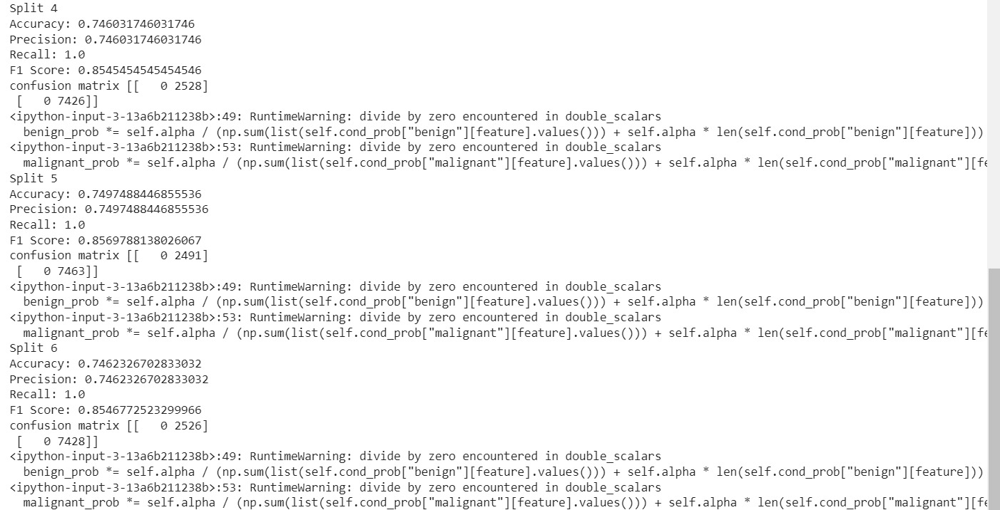 Split 4
Accuracy: 0.746031746031746
Precision: 0.746031746031746
Recall: 1.0
F1 Score: 0.8545454545454546
confusion matrix [[   0 2528]
 [   0 7426]]
<ipython-input-3-13a6b211238b>:49: RuntimeWarning: divide by zero encountered in double_scalars
  benign_prob *= self.alpha / (np.sum(list(self.cond_prob["benign"][feature].values())) + self.alpha * len(self.cond_prob["benign"][feature]))
<ipython-input-3-13a6b211238b>:53: RuntimeWarning: divide by zero encountered in double_scalars
  malignant_prob *= self.alpha / (np.sum(list(self.cond_prob["malignant"][feature].values())) + self.alpha * len(self.cond_prob["malignant"][fe
Split 5
Accuracy: 0.7497488446855536
Precision: 0.7497488446855536
Recall: 1.0
F1 Score: 0.8569788138026067
confusion matrix [[   0 2491]
 [   0 7463]]
<ipython-input-3-13a6b211238b>:49: RuntimeWarning: divide by zero encountered in double_scalars
  benign_prob *= self.alpha / (np.sum(list(self.cond_prob["benign"][feature].values())) + self.alpha * len(self.cond_prob["benign"][feature]))
<ipython-input-3-13a6b211238b>:53: RuntimeWarning: divide by zero encountered in double_scalars
  malignant_prob *= self.alpha / (np.sum(list(self.cond_prob["malignant"][feature].values())) + self.alpha * len(self.cond_prob["malignant"][fe
Split 6
Accuracy: 0.7462326702833032
Precision: 0.7462326702833032
Recall: 1.0
F1 Score: 0.8546772523299966
confusion matrix [[   0 2526]
 [   0 7428]]
<ipython-input-3-13a6b211238b>:49: RuntimeWarning: divide by zero encountered in double_scalars
  benign_prob *= self.alpha / (np.sum(list(self.cond_prob["benign"][feature].values())) + self.alpha * len(self.cond_prob["benign"][feature]))
<ipython-input-3-13a6b211238b>:53: RuntimeWarning: divide by zero encountered in double_scalars
  malignant_prob *= self.alpha / (np.sum(list(self.cond_prob["malignant"][feature].values())) + self.alpha * len(self.cond_prob["malignant"][fe